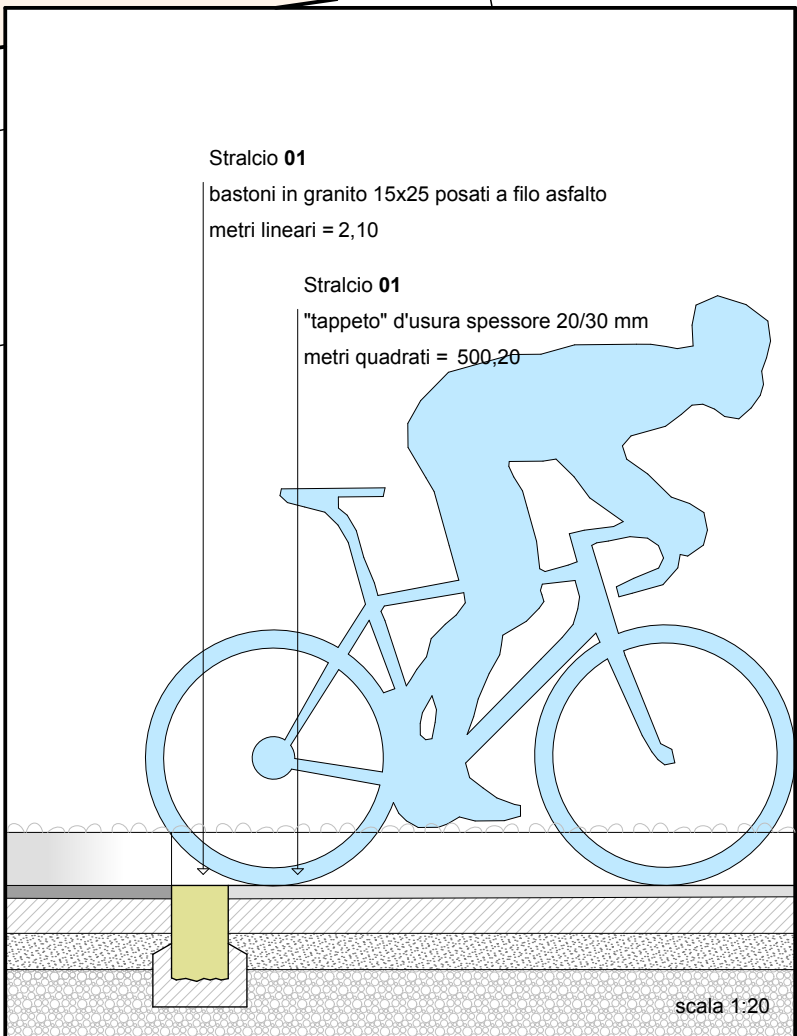 Stralcio 01
bastoni in granito 15x25 posati a filo asfalto
metri lineari = 2,10
Stralcio 01
"tappeto" d'usura spessore 20/30 mm
metri quadrati = 500,20
scala 1:20